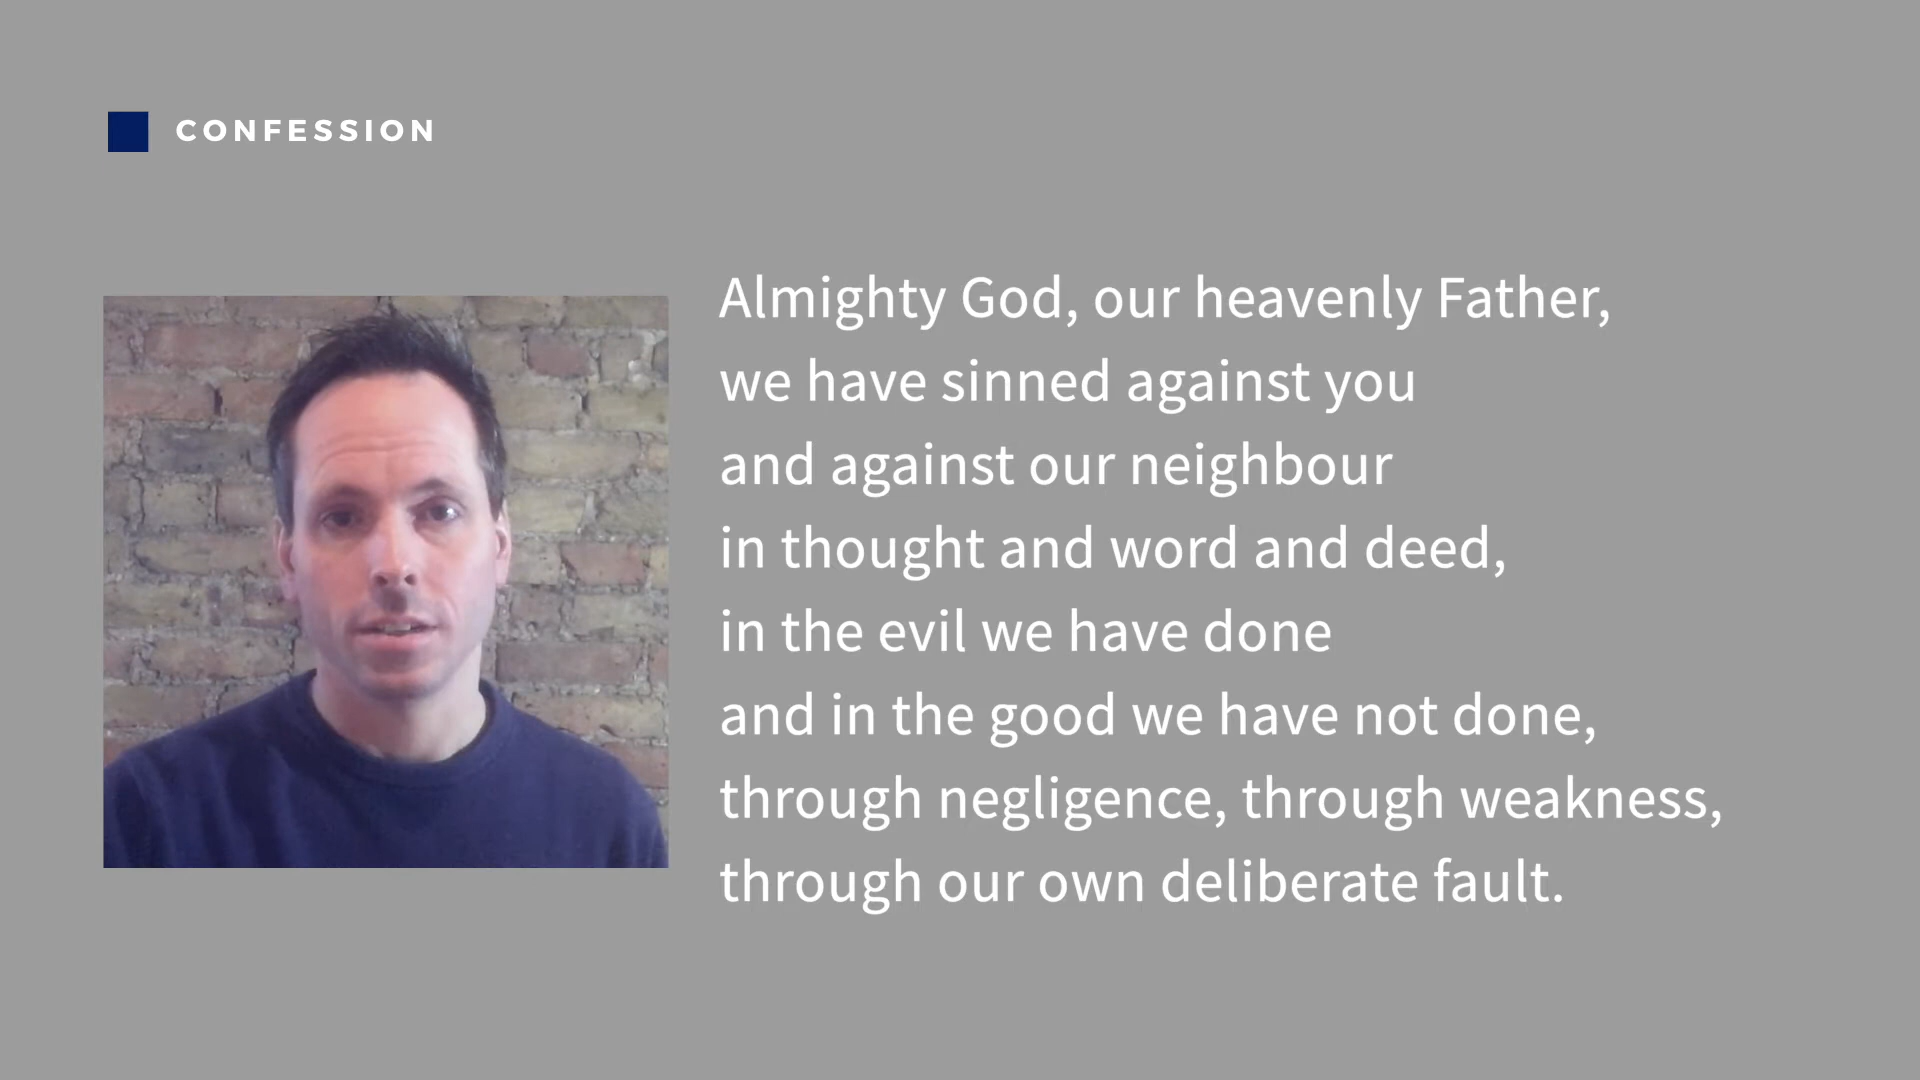 CONFESSION
Almighty God, our heavenly Father,
we have sinned against you
and against our neighbour
in thought and word and deed,
in the evil we have done
and in the good we have not done,
through negligence, through weakness,
through our own deliberate fault.